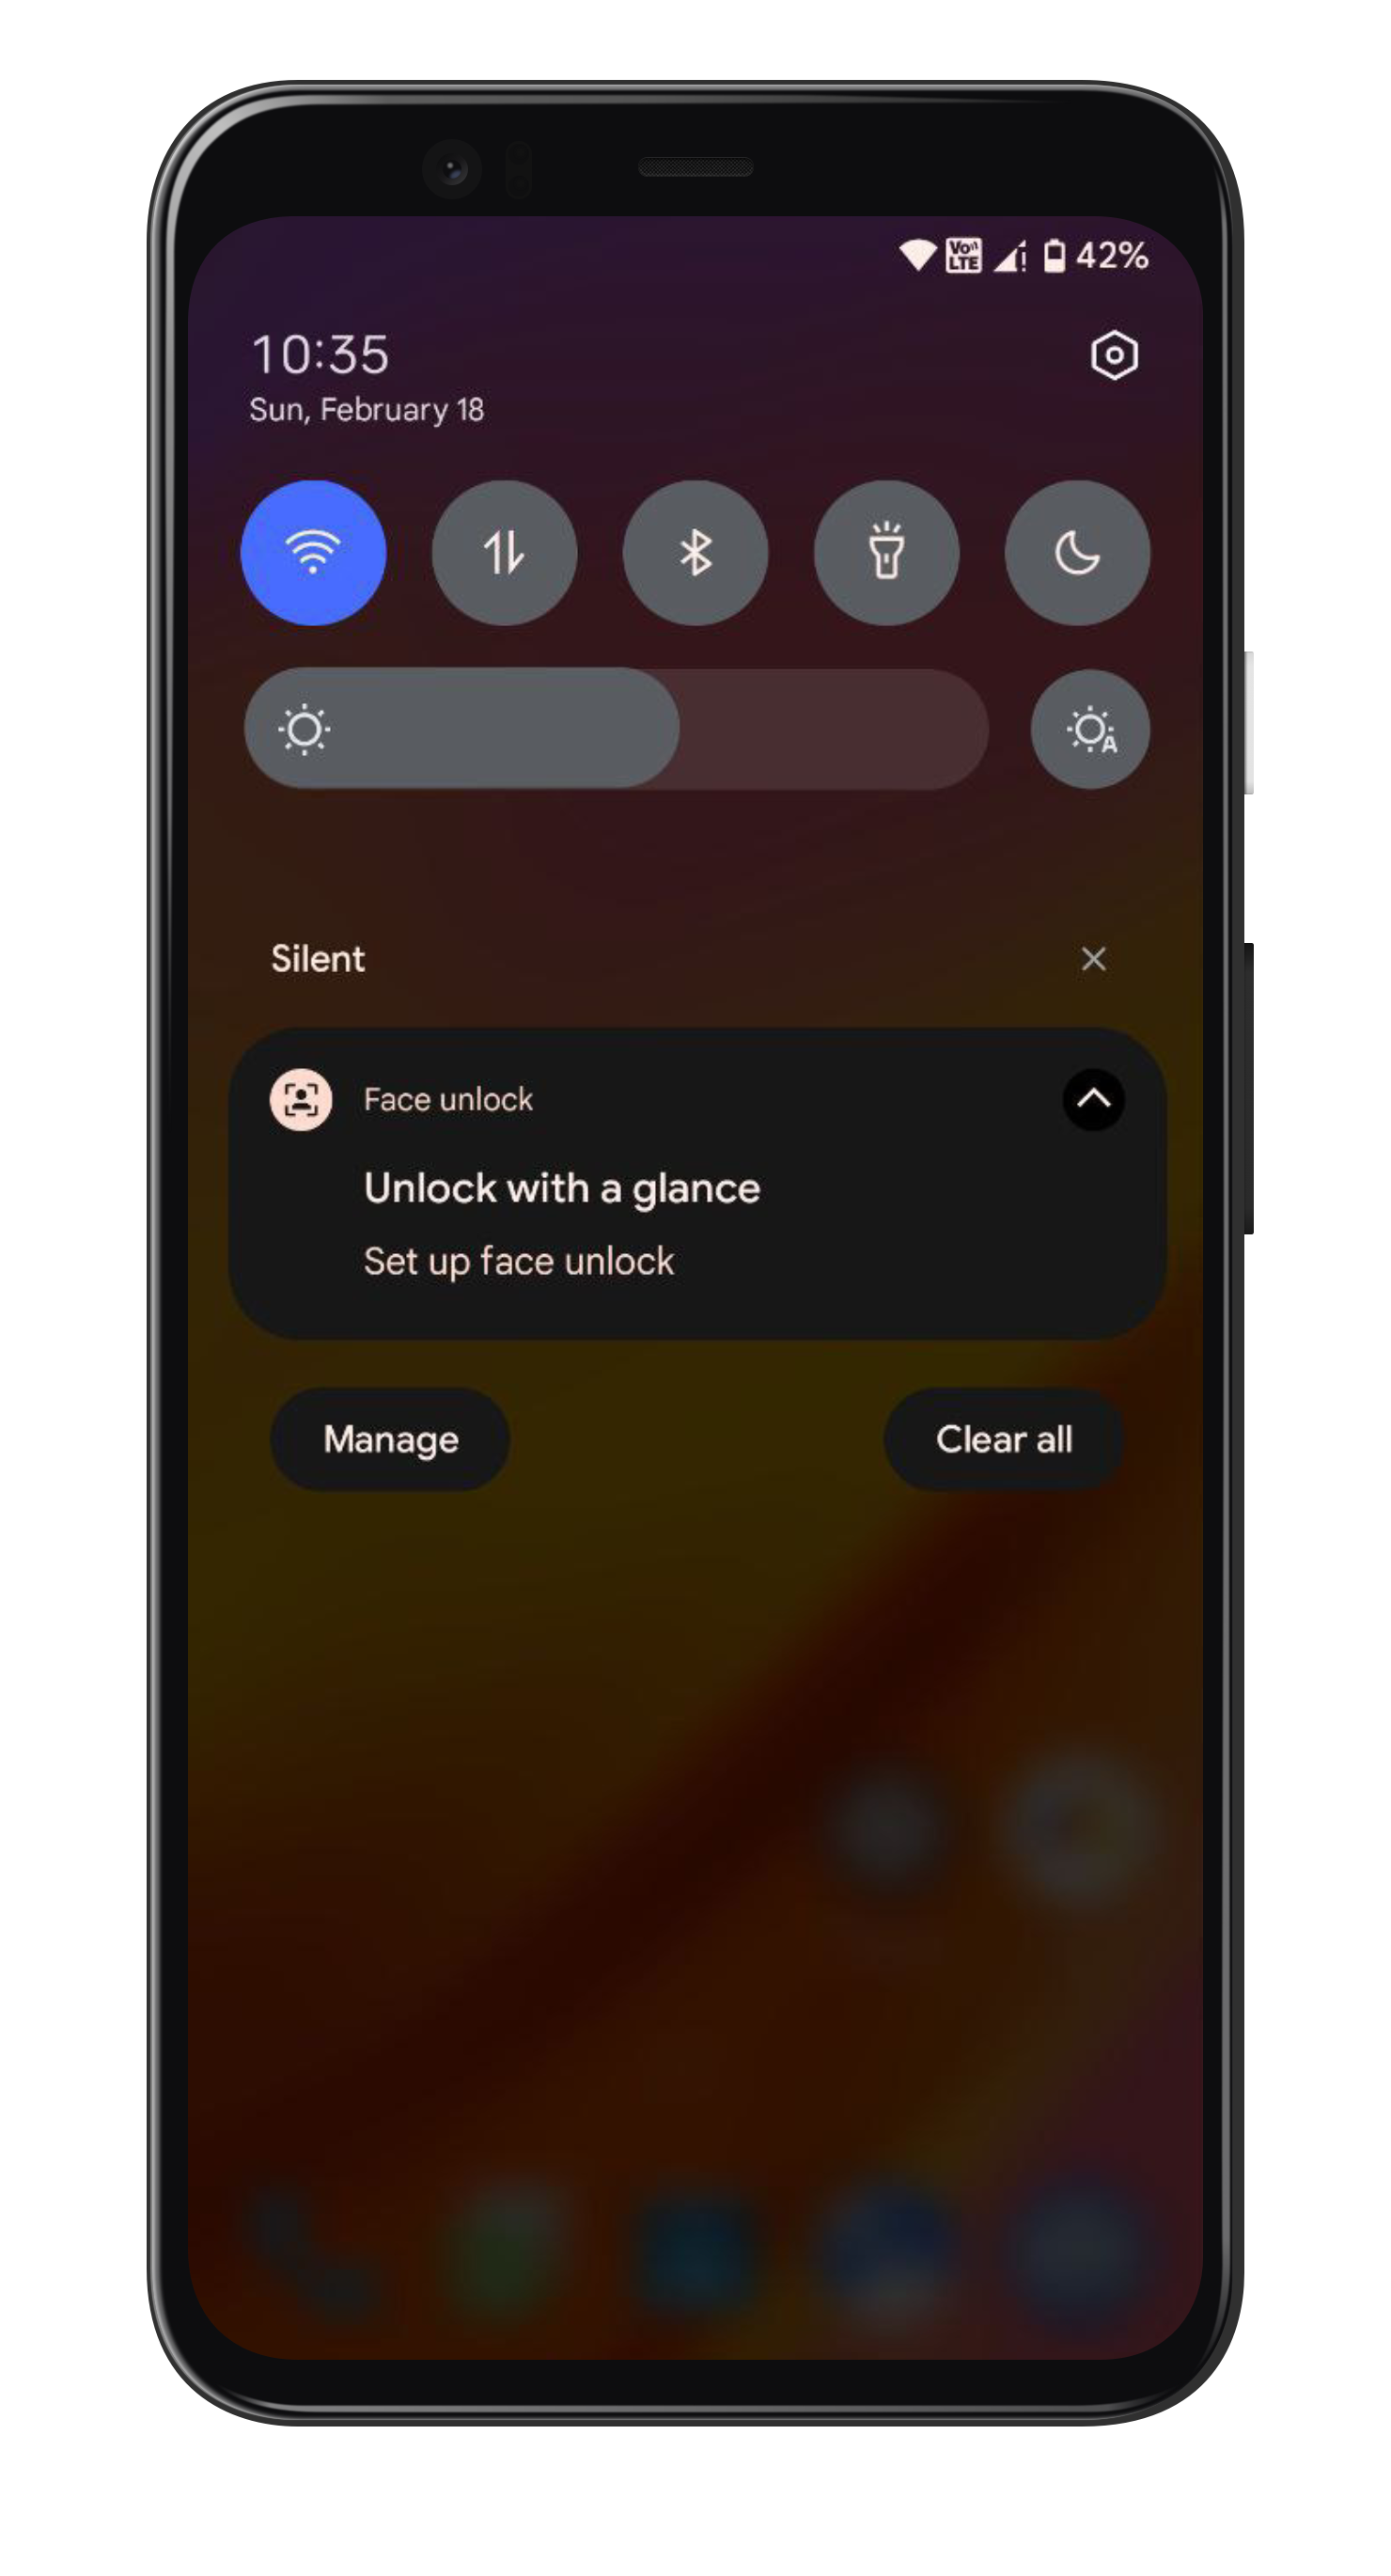 Vo LTE 42%
10:35
Sun, February 18
A
Silent
Face unlock
Unlock with a glance
Set up face unlock
Manage
Clear all